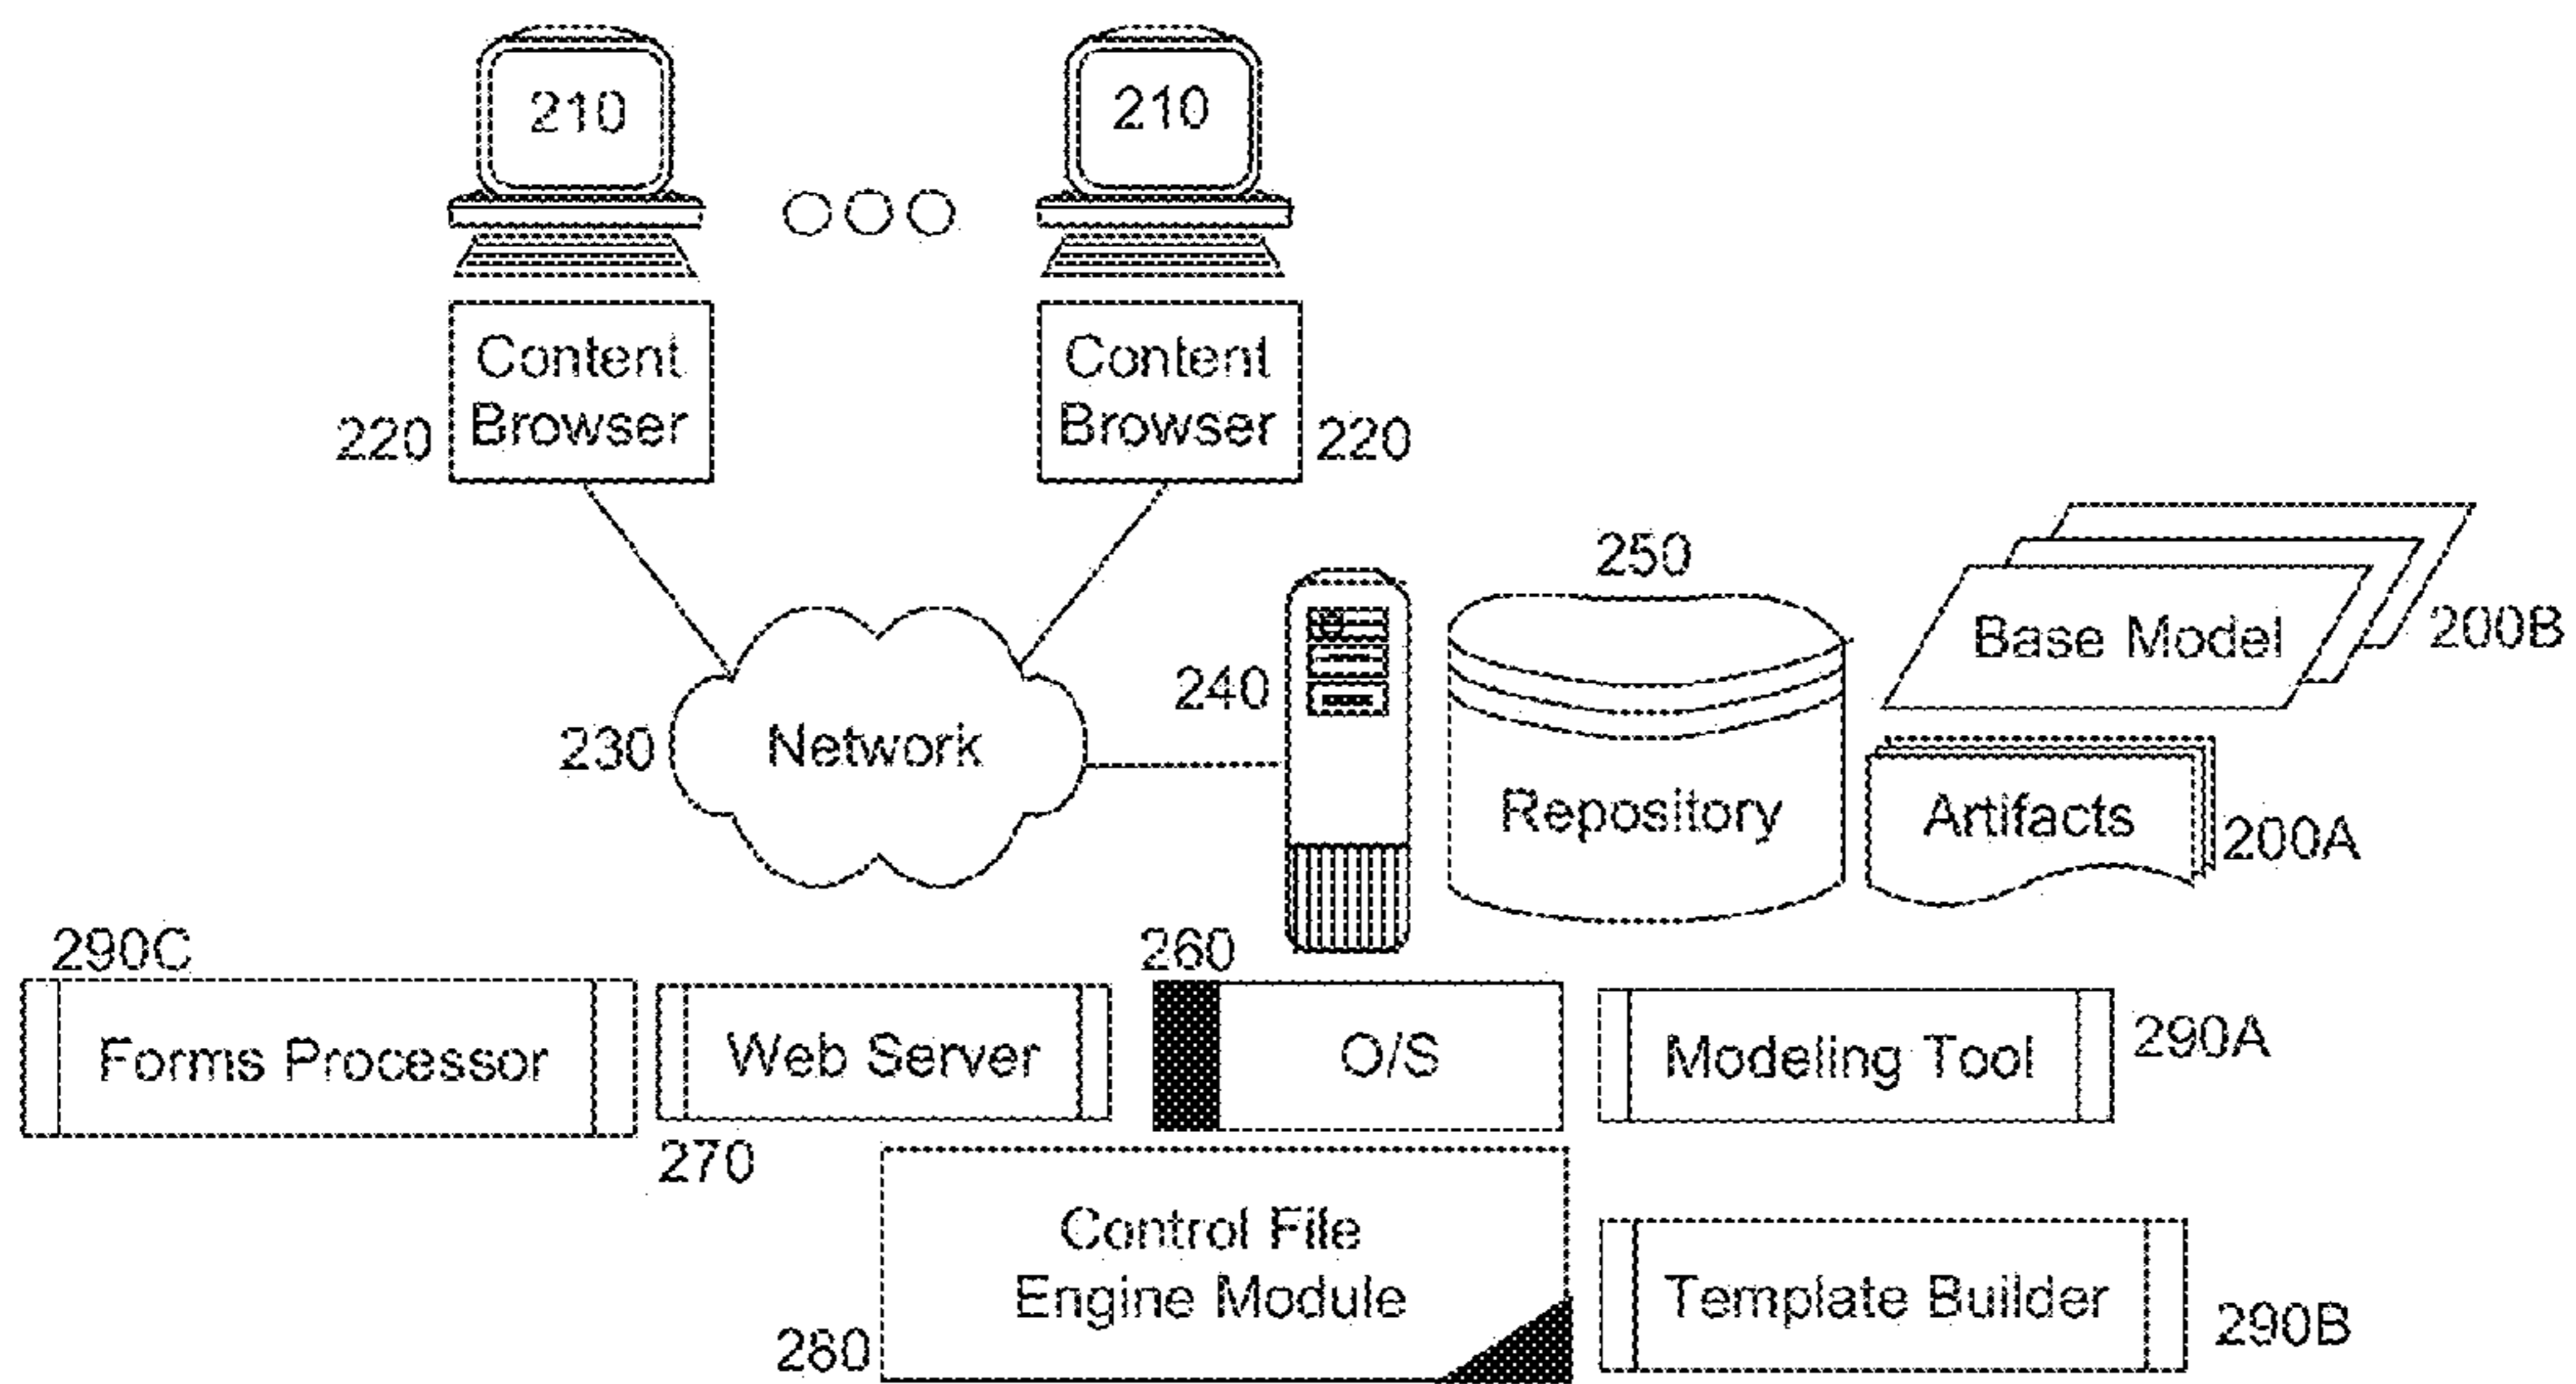 210
210
Content
Browser
220
Content
Browser
220
250
Base Model
200B
240
230
Network
Repository
Artifacts
200A
290C
260
Forms Processor
Web Server
O/S
Modeling Tool
290A
270
Control File
Engine Module
280
Template Builder
290B